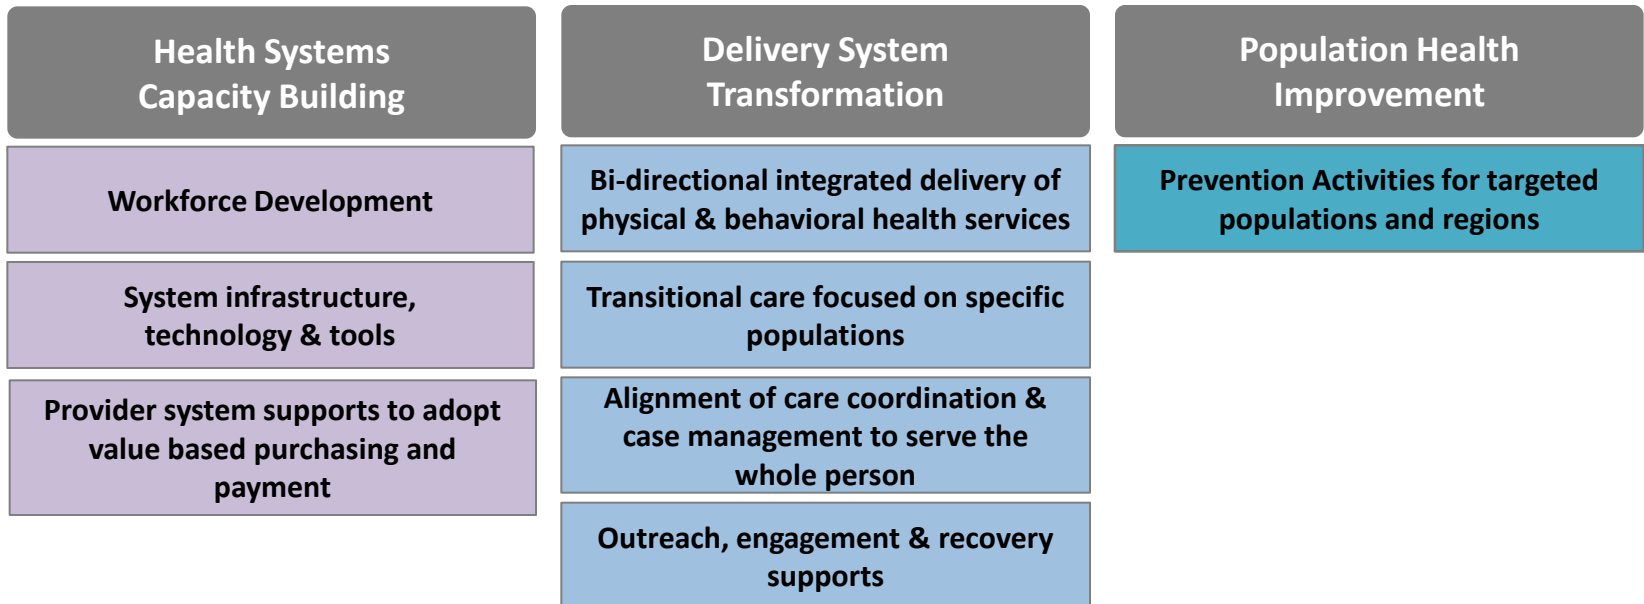 Health Systems
Capacity Building
Workforce Development
System infrastructure,
technology & tools
Provider system supports to adopt
value based purchasing and
payment
Delivery System
Transformation
Bi-directional integrated delivery of
physical & behavioral health services
Transitional care focused on specific
populations
Alignment of care coordination &
case management to serve the
whole person
Outreach, engagement & recovery
supports
Population Health
Improvement
Prevention Activities for targeted
populations and regions